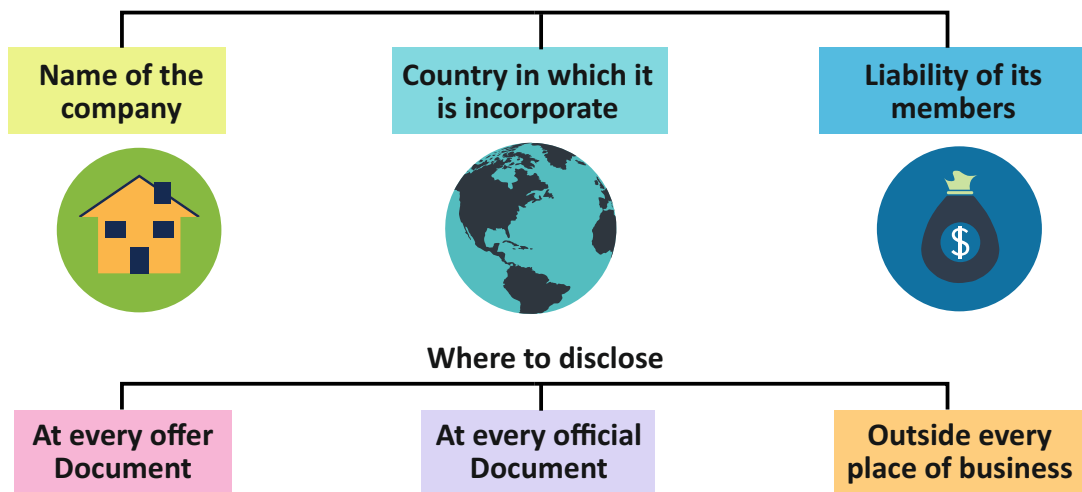 Name of the
company
Country in which it
is incorporate
Liability of its
members
$
Where to disclose
At every offer
Document
At every official
Document
Outside every
place of business